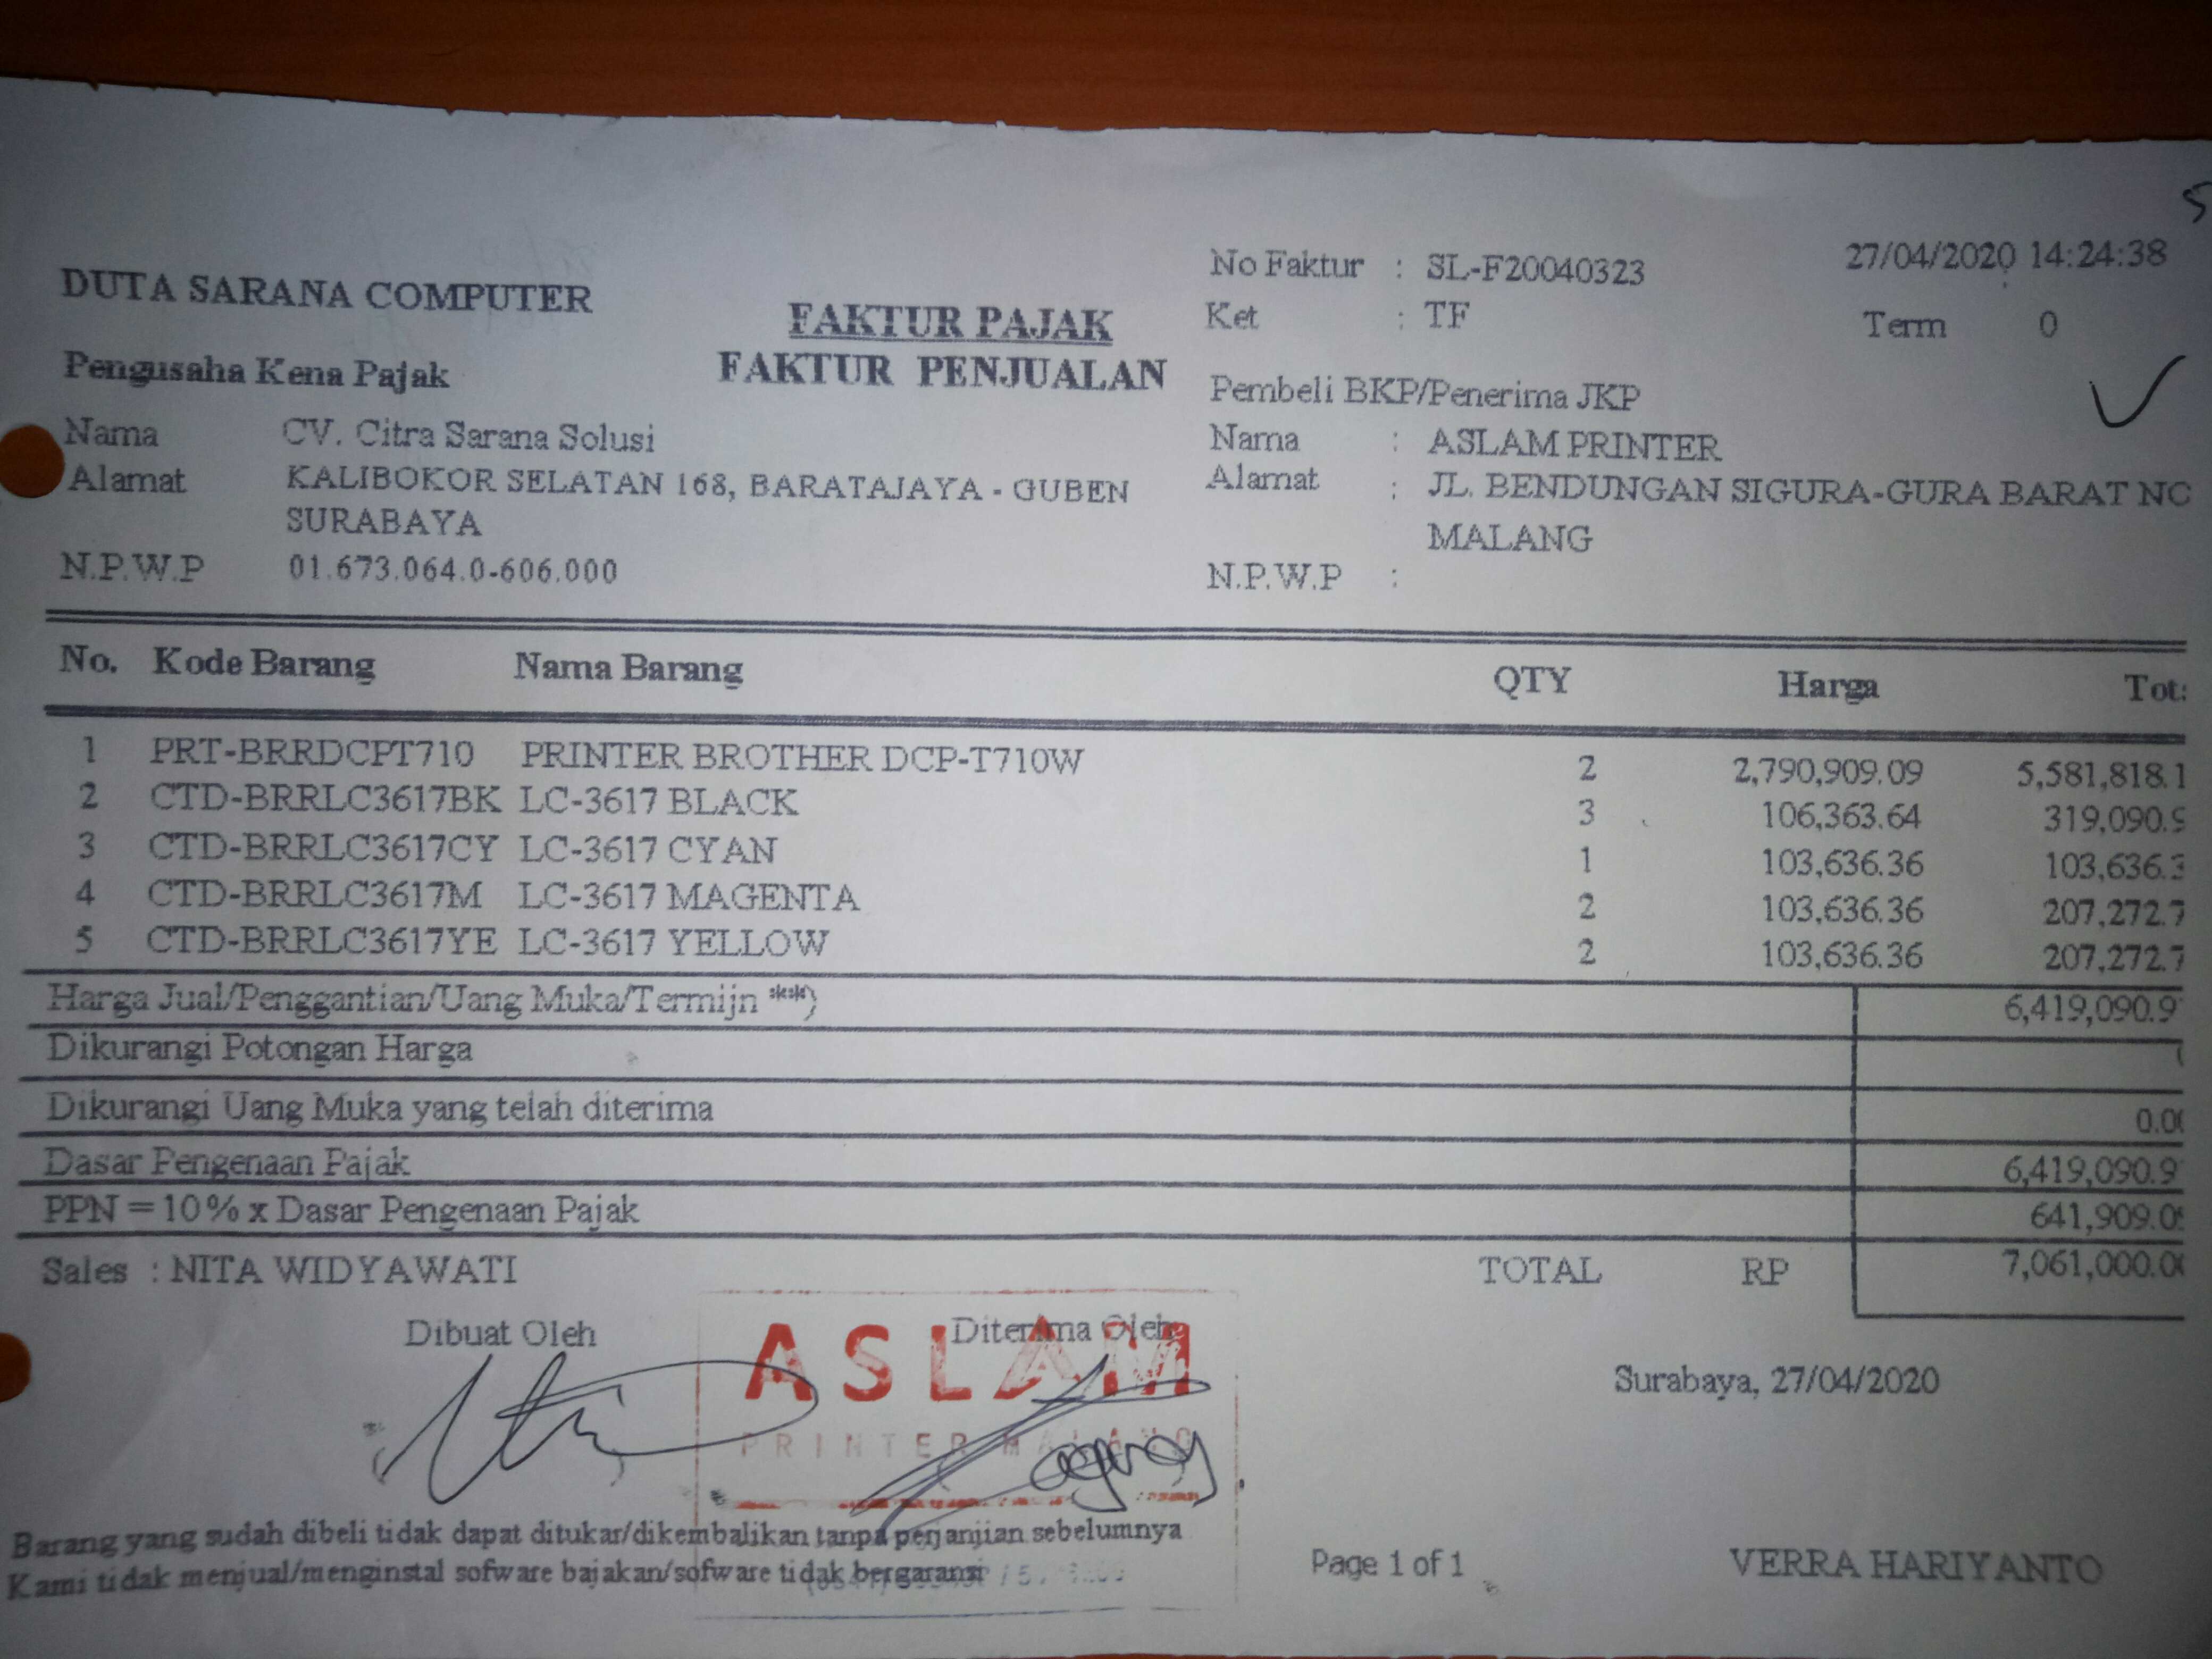 DUTA SARANA COMPUTER
FAKTUR PAJAK
FAKTUR PENJUALAN
No Faktur : SL-F20040323 27/04/2020 14:24:38
Ket : TF Term 0
Pengusaha Kena Pajak
Nama CV. Citra Sarana Solusi
Alamat KALIBOKOR SELATAN 168, BARATAJAYA - GUBEN
SURABAYA
N.P.W.P 01.673.064.0-606.000
Pembeli BKP/Penerima JKP
Nama : ASLAM PRINTER
Alamat : JL. BENDUNGAN SIGURA-GURA BARAT NO
MALANG
N.P.W.P :
No. Kode Barang Nama Barang QTY Harga Tot
1 PRT-BRRDCPT710 PRINTER BROTHER DCP-T710W 2 2,790,909.09 5,581,818.1
2 CTD-BRRLC3617BK LC-3617 BLACK 3 106,363.64 319,090.9
3 CTD-BRRLC3617CY LC-3617 CYAN 1 103,636.36 103,636.3
4 CTD-BRRLC3617M LC-3617 MAGENTA 2 103,636.36 207,272.7
5 CTD-BRRLC3617YE LC-3617 YELLOW 2 103,636.36 207,272.7
Harga Jual/Penggantian/Uang Muka/Termijn **) 6,419,090.9
Dikurangi Potongan Harga
Dikurangi Uang Muka yang telah diterima 0.00
Dasar Pengenaan Pajak 6,419,090.9
PPN = 10% x Dasar Pengenaan Pajak 641,909.0
Sales : NITA WIDYAWATI TOTAL RP 7,061,000.00
Dibuat Oleh Diterima Oleh
ASLAM
PRINTER MALANG
Surabaya, 27/04/2020
Barang yang sudah dibeli tidak dapat ditukar/dikembalikan tanpa perjanjian sebelumnya
Kami tidak menjual/menginstal sofware bajakan/sofware tidak bergaransi
Page 1 of 1 VERRA HARIYANTO